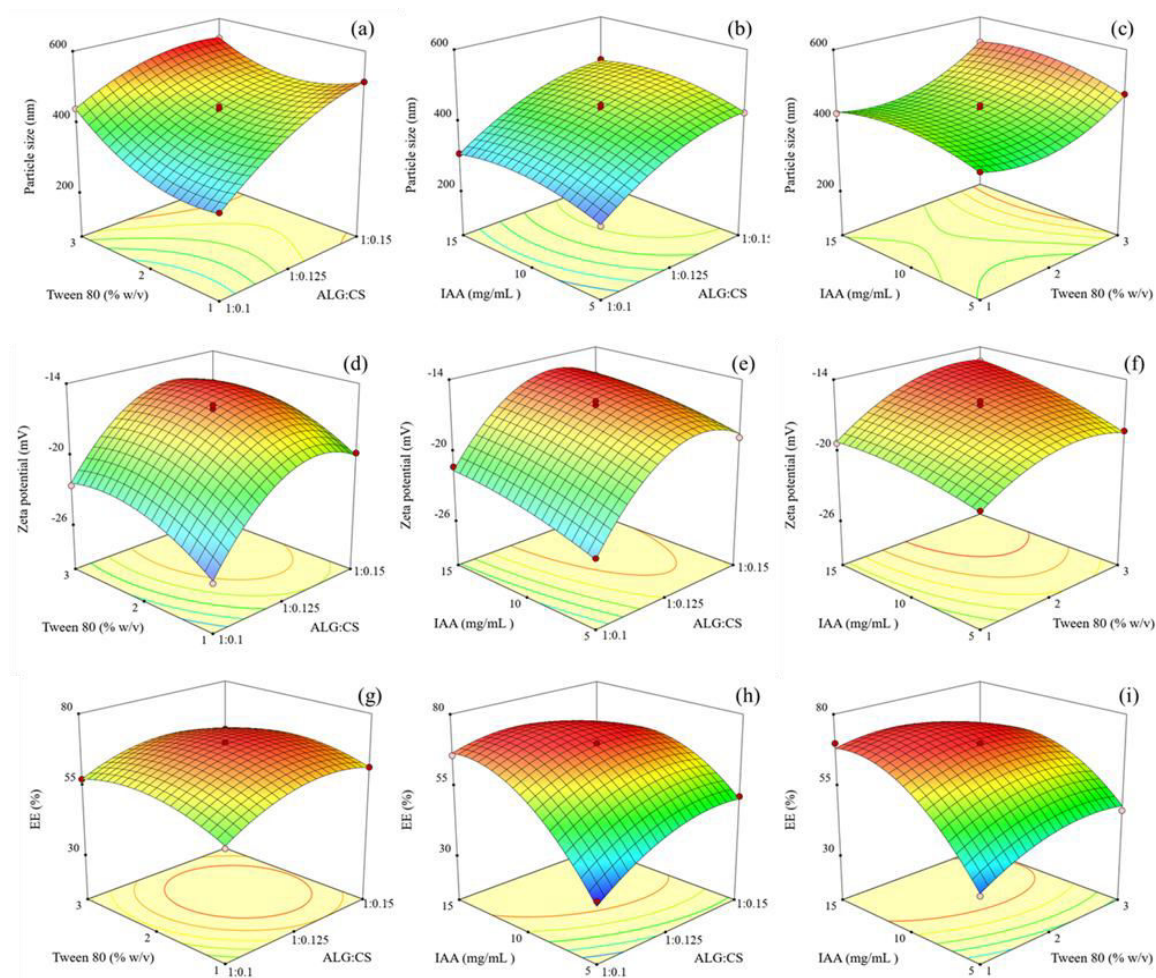 (a)
600
400
200
Particle size (nm)
3
2
1
Tween 80 (% w/v)
1:0.1
1:0.125
1:0.15
ALG:CS
(b)
600
400
200
Particle size (nm)
15
10
5
IAA (mg/mL )
1:0.1
1:0.125
1:0.15
ALG:CS
(c)
600
400
200
Particle size (nm)
15
10
5
IAA (mg/mL )
1
2
3
Tween 80 (% w/v)
(d)
-14
-20
-26
Zeta potential (mV)
3
2
1
Tween 80 (% w/v)
1:0.1
1:0.125
1:0.15
ALG:CS
(e)
-14
-20
-26
Zeta potential (mV)
15
10
5
IAA (mg/mL )
1:0.1
1:0.125
1:0.15
ALG:CS
(f)
-14
-20
-26
Zeta potential (mV)
15
10
5
IAA (mg/mL )
1
2
3
Tween 80 (% w/v)
(g)
80
55
30
EE (%)
3
2
1
Tween 80 (% w/v)
1:0.1
1:0.125
1:0.15
ALG:CS
(h)
80
55
30
EE (%)
15
10
5
IAA (mg/mL )
1:0.1
1:0.125
1:0.15
ALG:CS
(i)
80
55
30
EE (%)
15
10
5
IAA (mg/mL )
1
2
3
Tween 80 (% w/v)